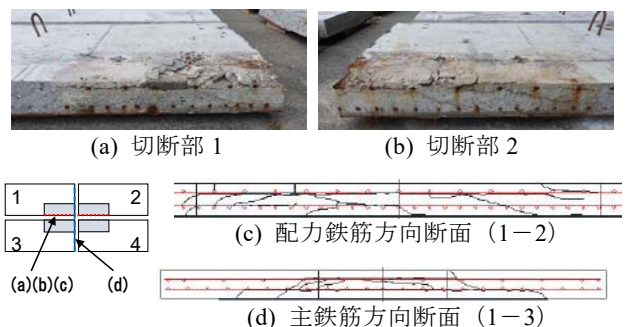 (a) 切断部 1
(b) 切断部 2
1
2
3
4
(a)(b)(c)
(d)
(c) 配力鉄筋方向断面（1－2）
(d) 主鉄筋方向断面（1－3）